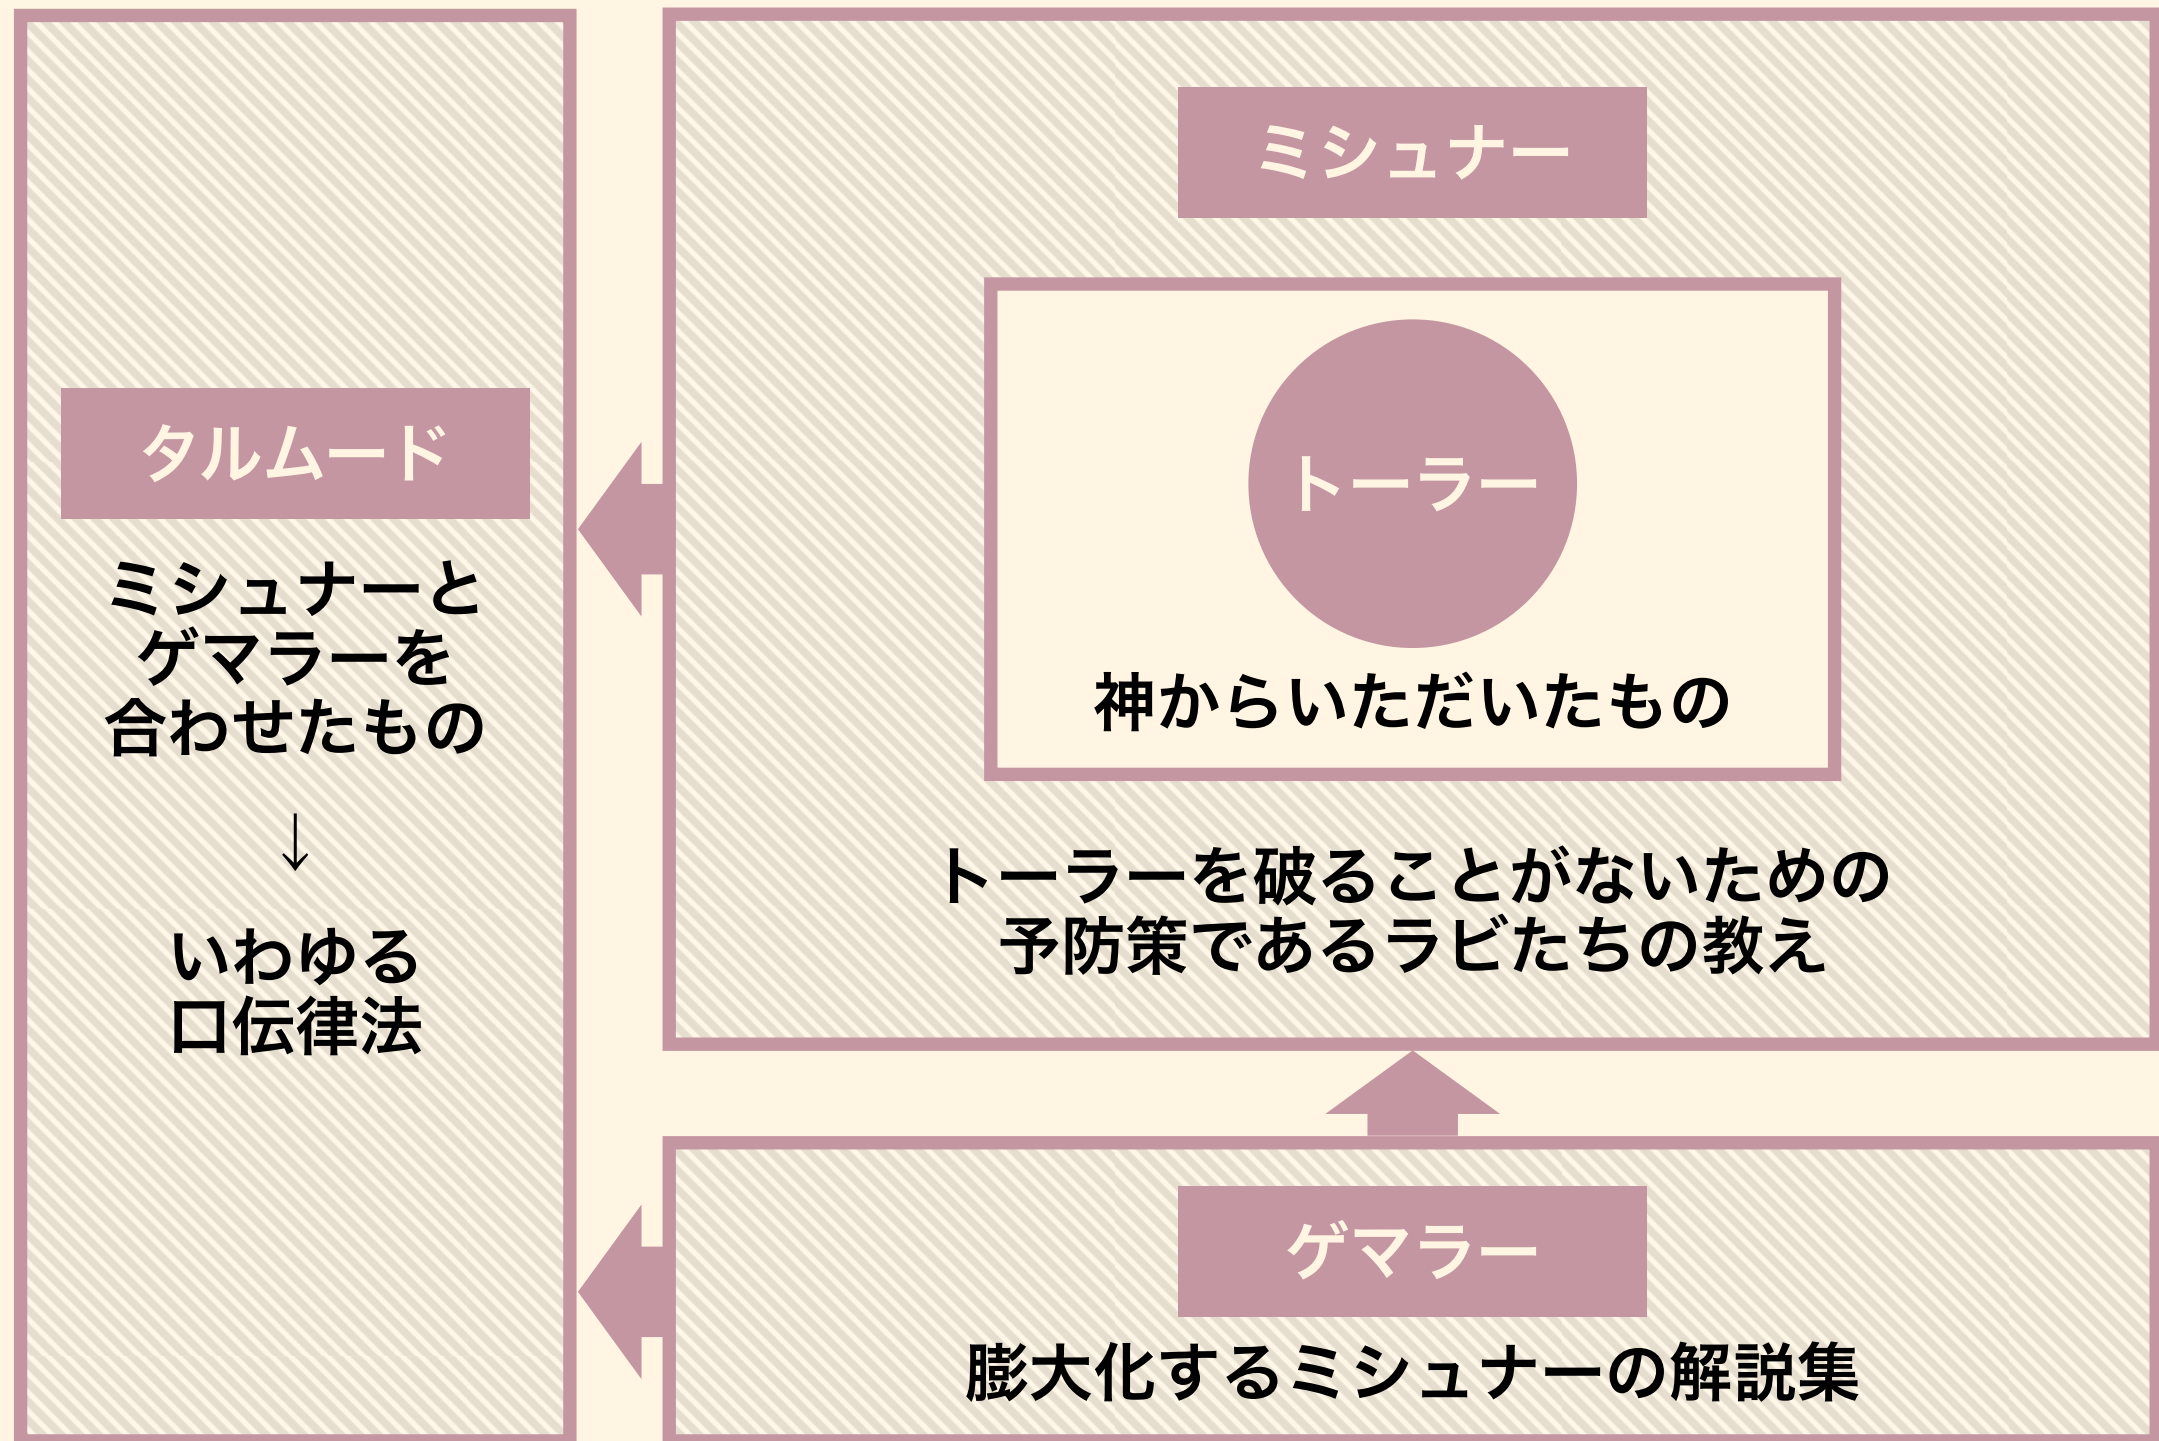 タルムード
ミシュナーと
ゲマラーを
合わせたもの
↓
いわゆる
口伝律法
ミシュナー
トーラー
神からいただいたもの
トーラーを破ることがないための
予防策であるラビたちの教え
ゲマラー
膨大化するミシュナーの解説集